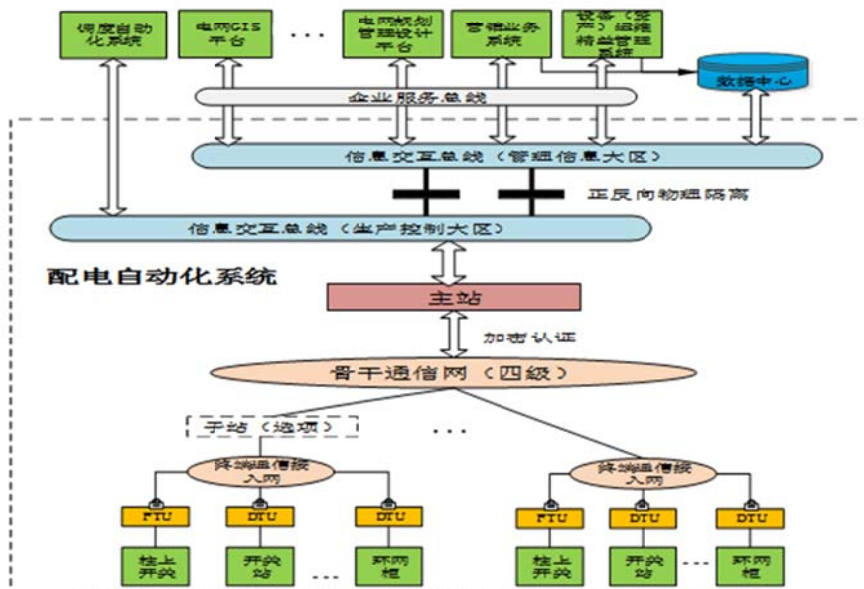 调度自动
化系统
电网GIS
平台
...
电网规划
管理设计
平台
营销业务
系统
设备（资
产）运维
精益管理
系统
数据中心
企业服务总线
信息交互总线（管理信息大区）
正反向物理隔离
信息交互总线（生产控制大区）
配电自动化系统
主站
加密认证
骨干通信网（四级）
子站（选项）
...
终端通信接
入网
终端通信接
入网
FTU
DTU
DTU
FTU
DTU
DTU
柱上
开关
开关
站
...
环网
柜
柱上
开关
开关
站
...
环网
柜